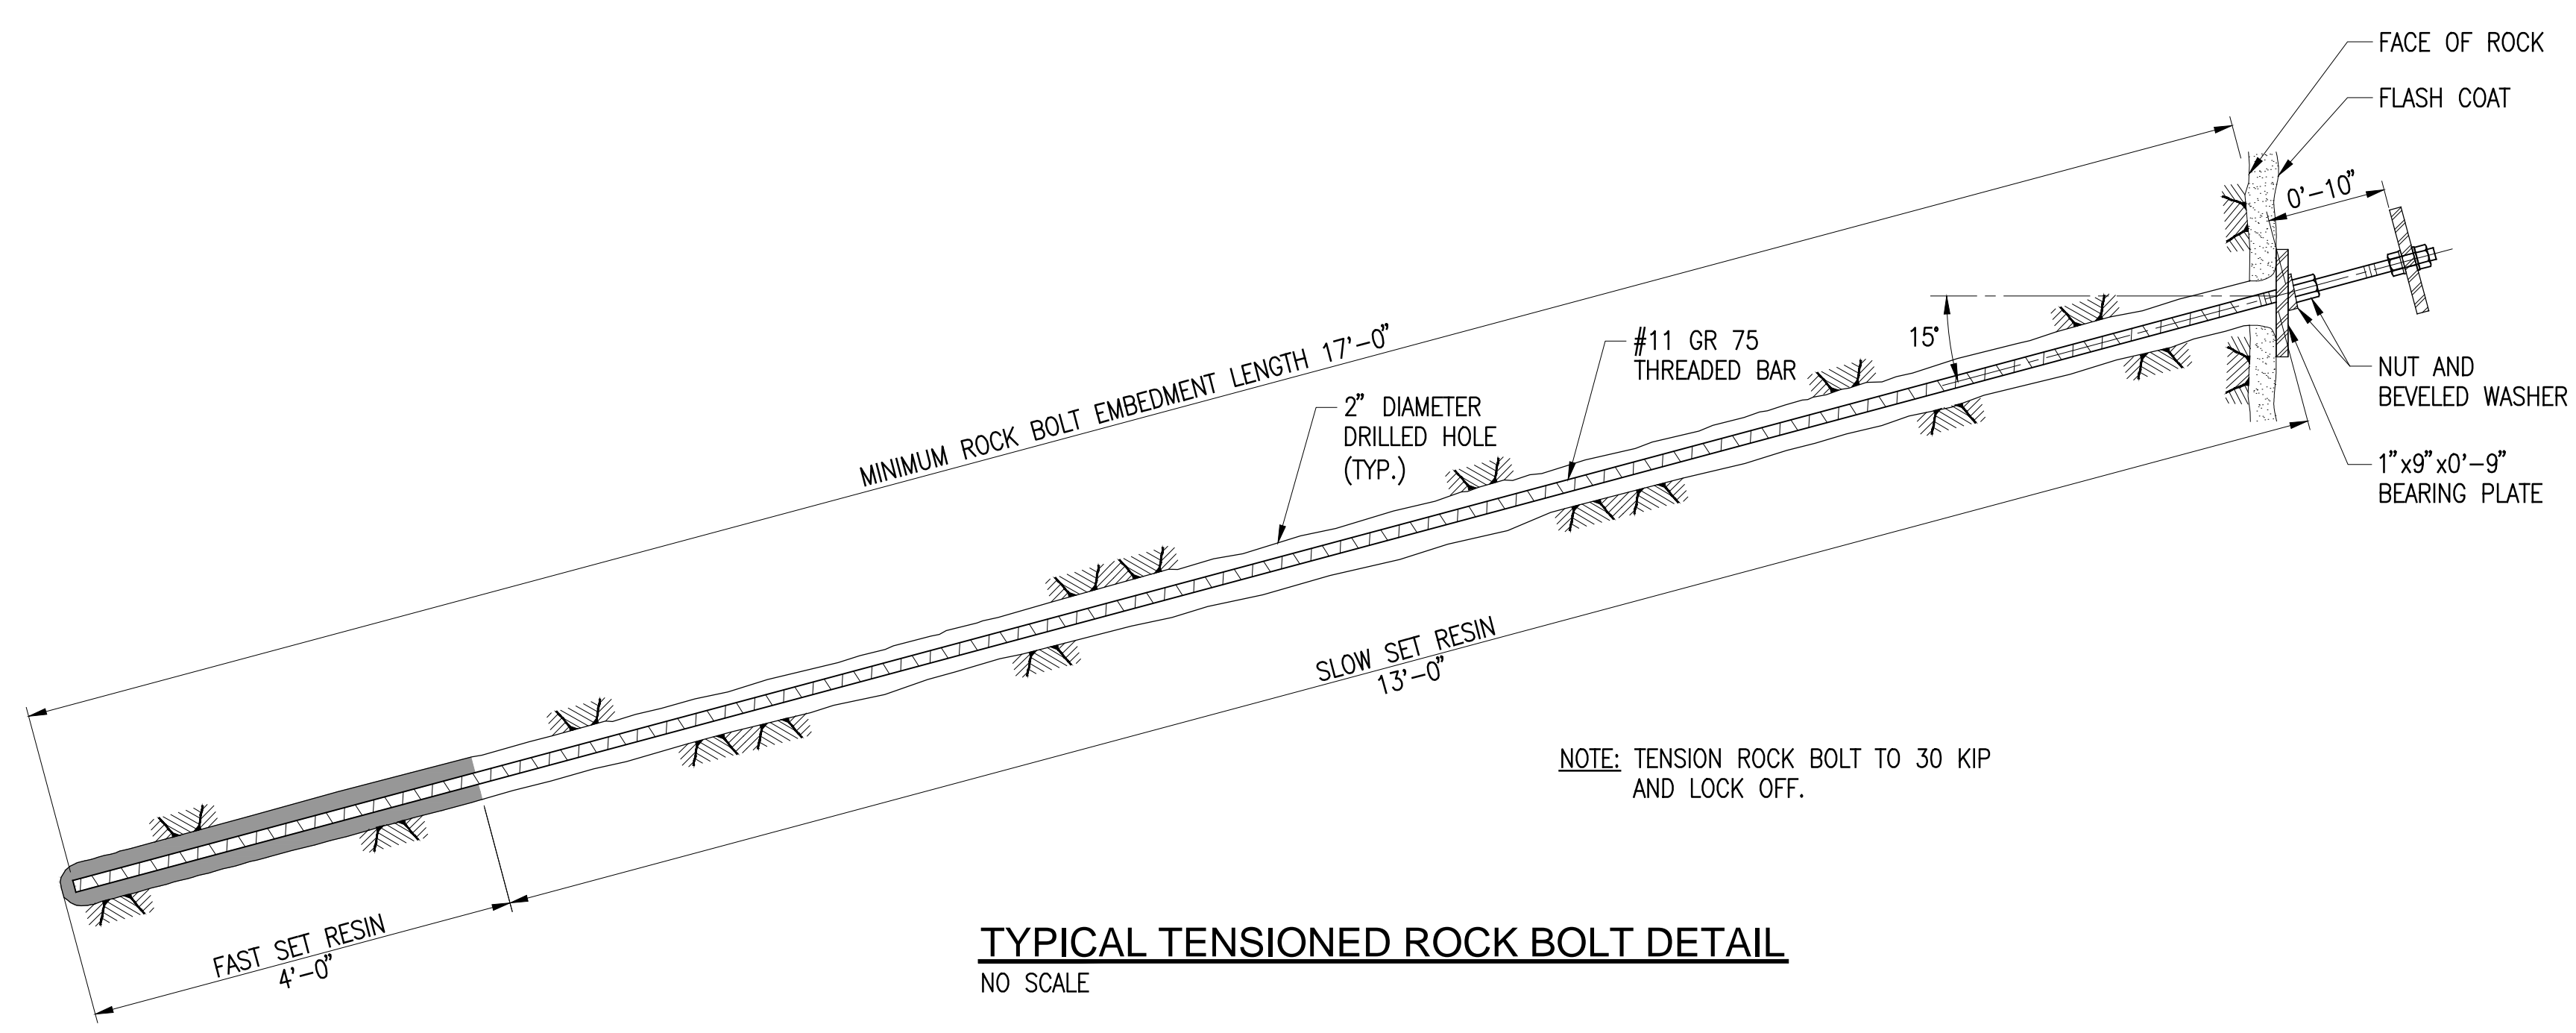 FACE OF ROCK
FLASH COAT
0'-10"
MINIMUM ROCK BOLT EMBEDMENT LENGTH 17'-0"
15°
#11 GR 75
THREADED BAR
2" DIAMETER
DRILLED HOLE
(TYP.)
NUT AND
BEVELED WASHER
1"x9"x0'-9"
BEARING PLATE
SLOW SET RESIN
13'-0"
NOTE: TENSION ROCK BOLT TO 30 KIP
AND LOCK OFF.
FAST SET RESIN
4'-0"
TYPICAL TENSIONED ROCK BOLT DETAIL
NO SCALE